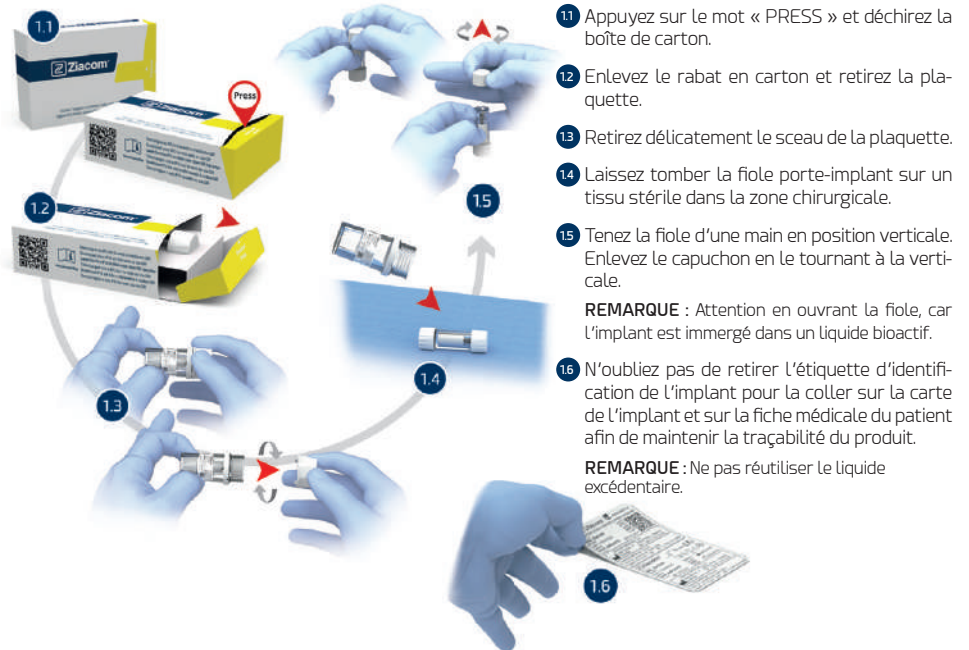 1.1
Ziacom
Press
1.2
Ziacom
1.3
1.4
1.5
1.6
1.1 Appuyez sur le mot « PRESS » et déchirez la
boîte de carton.
1.2 Enlevez le rabat en carton et retirez la pla-
quette.
1.3 Retirez délicatement le sceau de la plaquette.
1.4 Laissez tomber la fiole porte-implant sur un
tissu stérile dans la zone chirurgicale.
1.5 Tenez la fiole d'une main en position verticale.
Enlevez le capuchon en le tournant à la verti-
cale.
REMARQUE : Attention en ouvrant la fiole, car
l'implant est immergé dans un liquide bioactif.
1.6 N'oubliez pas de retirer l'étiquette d'identifi-
cation de l'implant pour la coller sur la carte
de l'implant et sur la fiche médicale du patient
afin de maintenir la traçabilité du produit.
REMARQUE : Ne pas réutiliser le liquide
excédentaire.